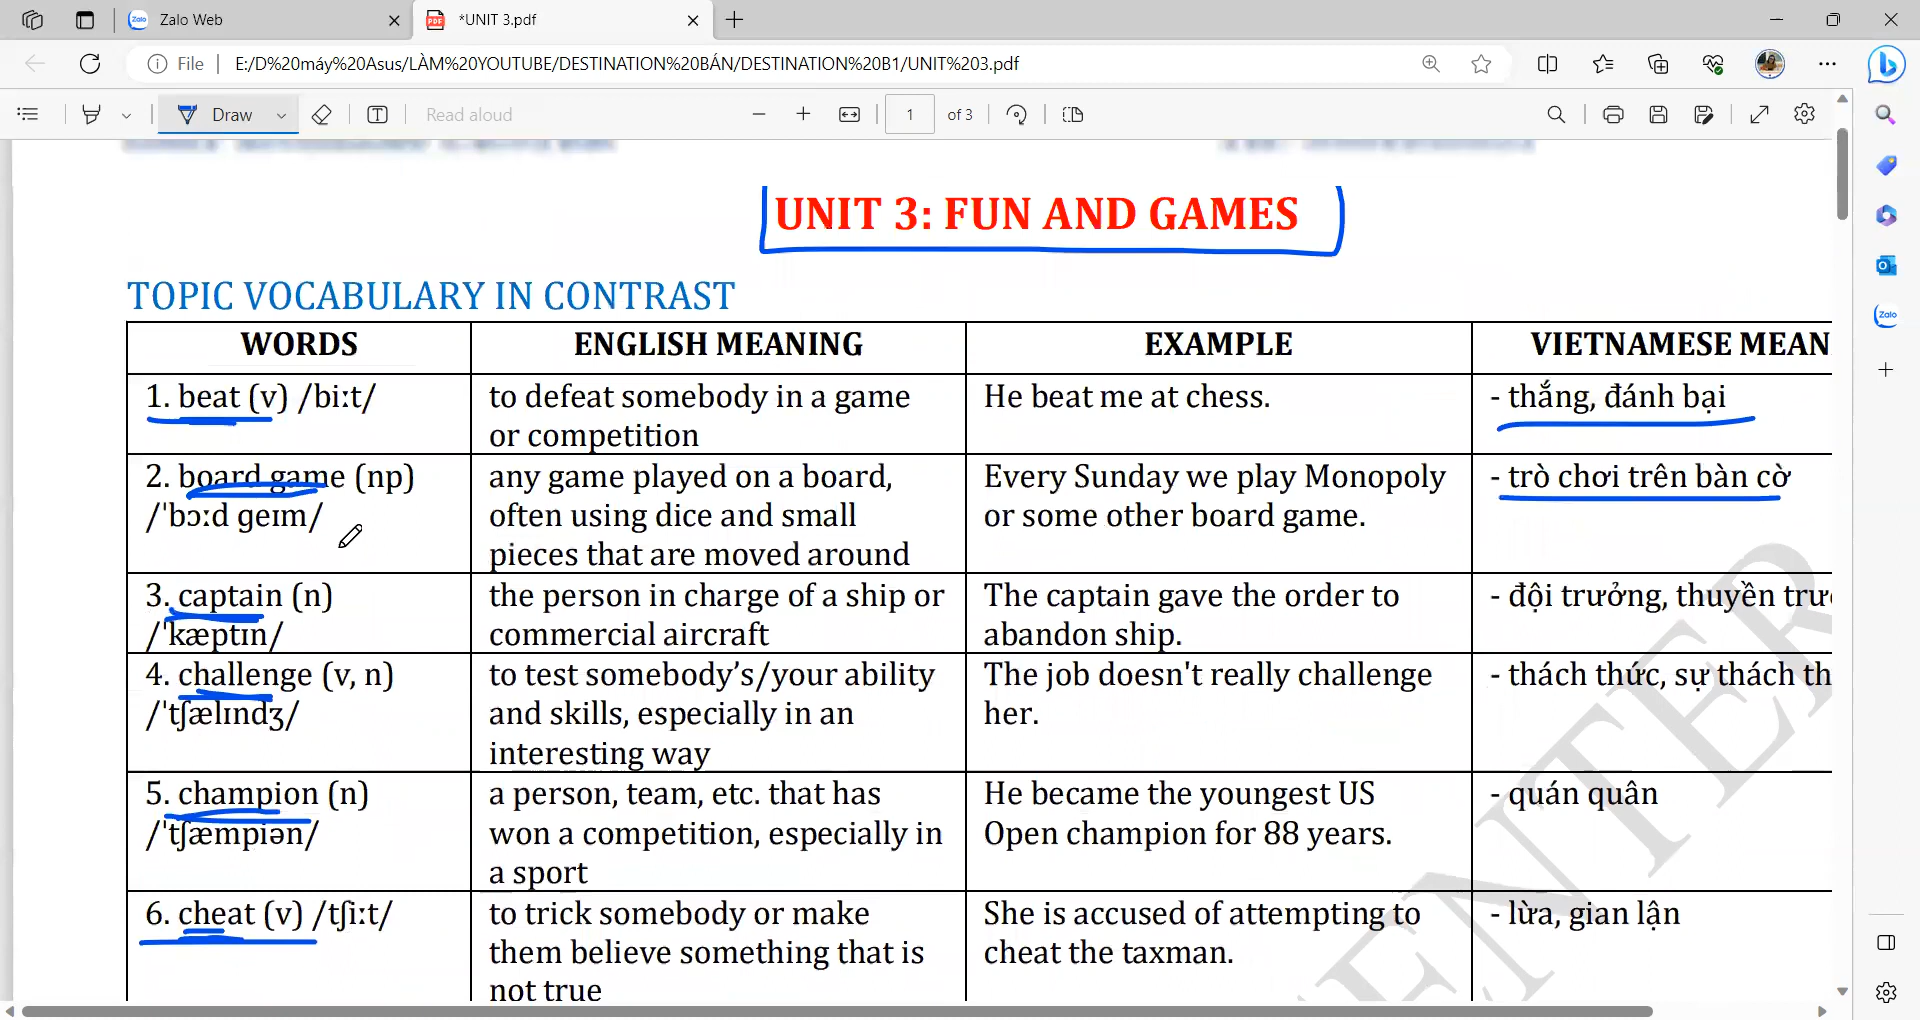 Zalo Web
*UNIT 3.pdf
File
E:/D%20máy%20Asus/LÀM%20YOUTUBE/DESTINATION%20BÁN/DESTINATION%20B1/UNIT%203.pdf
Draw
Read aloud
1
of 3
UNIT 3: FUN AND GAMES
TOPIC VOCABULARY IN CONTRAST
WORDS
ENGLISH MEANING
EXAMPLE
VIETNAMESE MEAN
1. beat (v) /biːt/
to defeat somebody in a game
or competition
He beat me at chess.
- thắng, đánh bại
2. board game (np)
/ˈbɔːd ɡeɪm/
any game played on a board,
often using dice and small
pieces that are moved around
Every Sunday we play Monopoly
or some other board game.
- trò chơi trên bàn cờ
3. captain (n)
/ˈkæptɪn/
the person in charge of a ship or
commercial aircraft
The captain gave the order to
abandon ship.
- đội trưởng, thuyền trư
4. challenge (v, n)
/ˈtʃælɪndʒ/
to test somebody’s/your ability
and skills, especially in an
interesting way
The job doesn't really challenge
her.
- thách thức, sự thách th
5. champion (n)
/ˈtʃæmpiən/
a person, team, etc. that has
won a competition, especially in
a sport
He became the youngest US
Open champion for 88 years.
- quán quân
6. cheat (v) /tʃiːt/
to trick somebody or make
them believe something that is
not true
She is accused of attempting to
cheat the taxman.
- lừa, gian lận
ENTER